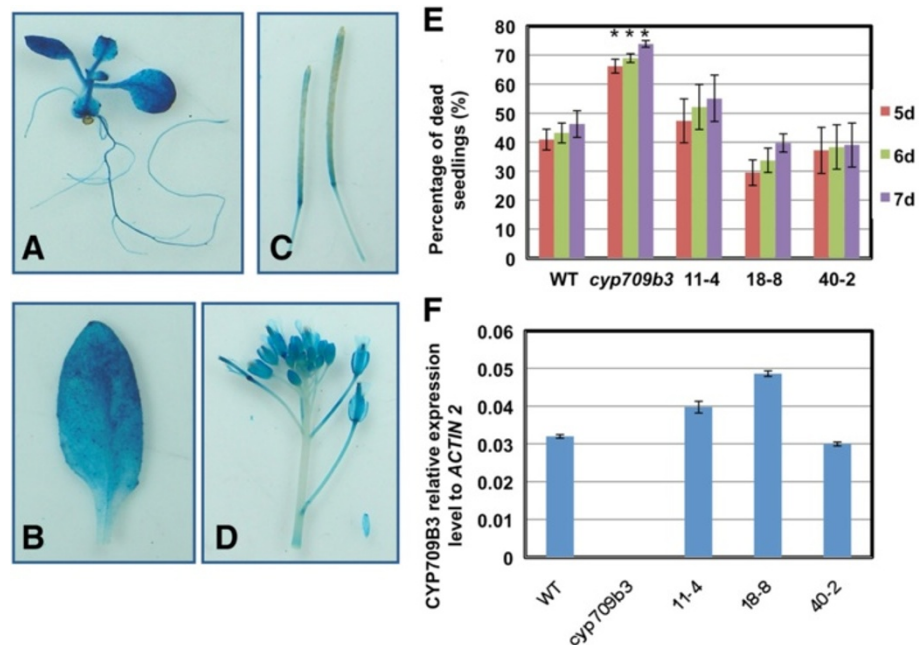 A
C
B
D
E
Percentage of dead
seedlings (%)
80
70
60
50
40
30
20
10
0
* * *
WT cyp709b3 11-4 18-8 40-2
5d
6d
7d
F
CYP709B3 relative expression
level to ACTIN 2
0.06
0.05
0.04
0.03
0.02
0.01
0
WT cyp709b3 11-4 18-8 40-2